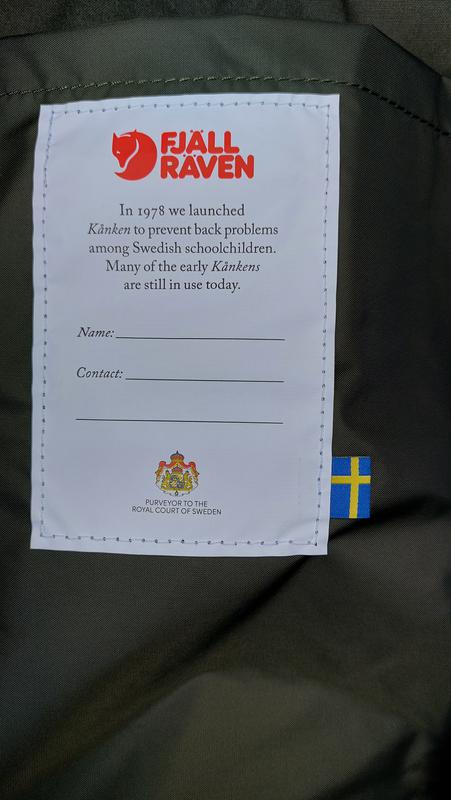 FJÄLL
RÄVEN
In 1978 we launched
Kånken to prevent back problems
among Swedish schoolchildren.
Many of the early Kånkens
are still in use today.
Name:
Contact:
PURVEYOR TO THE
ROYAL COURT OF SWEDEN